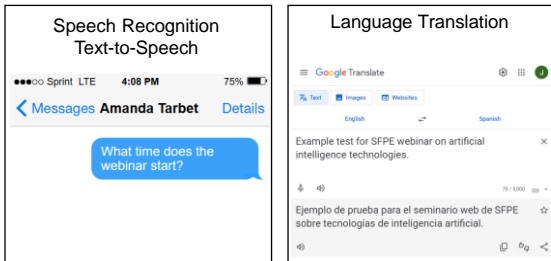 Speech Recognition
Text-to-Speech
●●●○○ Sprint LTE 4:08 PM 75%
Messages Amanda Tarbet Details
What time does the
webinar start?
Language Translation
Google Translate
J
Text Images Websites
English Spanish
Example test for SFPE webinar on artificial
intelligence technologies.
78 / 5,000
Ejemplo de prueba para el seminario web de SFPE
sobre tecnologías de inteligencia artificial.